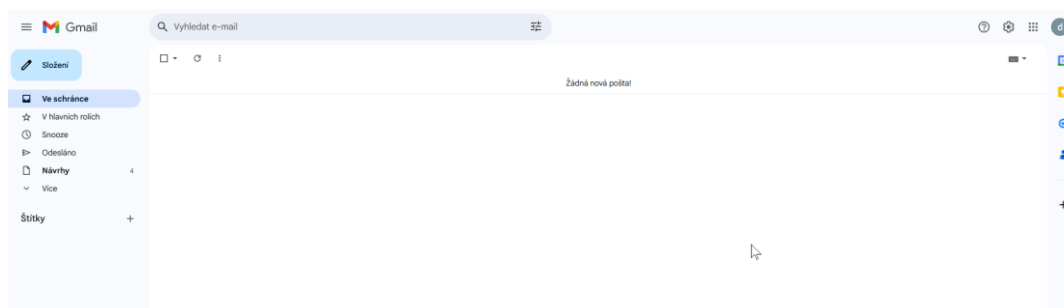 Gmail
Vyhledat e-mail
d
Složení
Žádná nová pošta!
Ve schránce
V hlavních rolích
Snooze
Odesláno
Návrhy 4
Více
Štítky